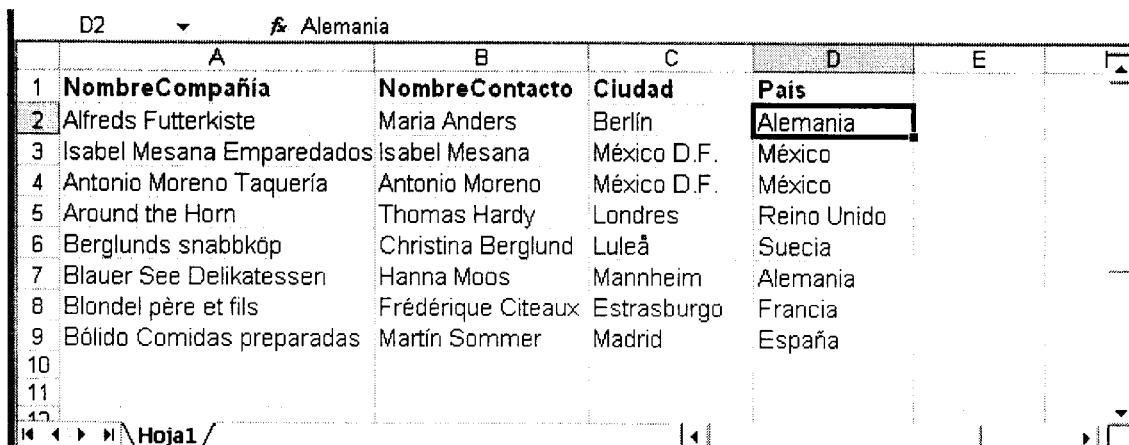 D2 fx Alemania
A B C D E
1 NombreCompañía NombreContacto Ciudad País
2 Alfreds Futterkiste Maria Anders Berlín Alemania
3 Isabel Mesana Emparedados Isabel Mesana México D.F. México
4 Antonio Moreno Taquería Antonio Moreno México D.F. México
5 Around the Horn Thomas Hardy Londres Reino Unido
6 Berglunds snabbköp Christina Berglund Luleå Suecia
7 Blauer See Delikatessen Hanna Moos Mannheim Alemania
8 Blondel père et fils Frédérique Citeaux Estrasburgo Francia
9 Bólido Comidas preparadas Martín Sommer Madrid España
10
11
Hoja1